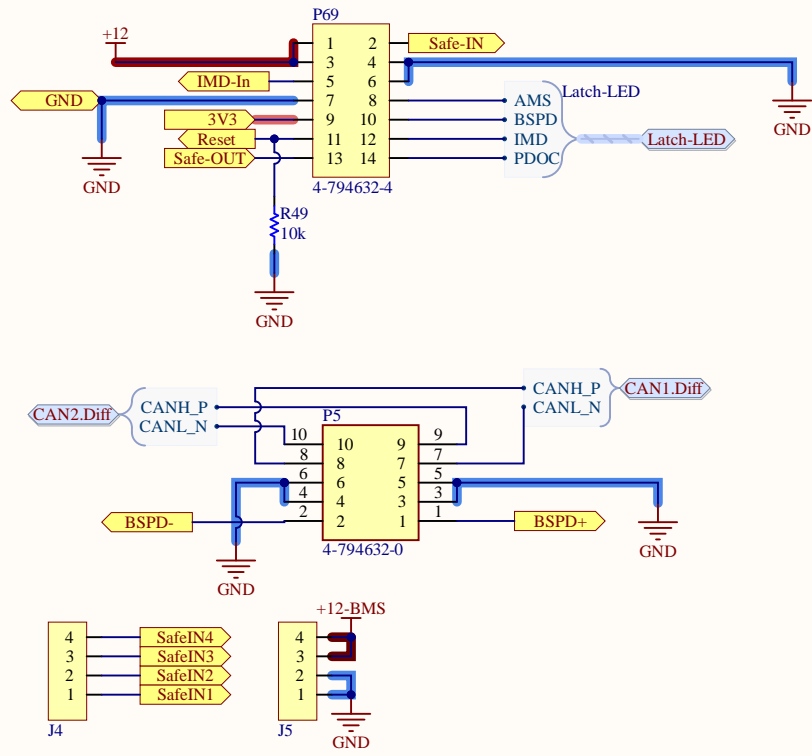 P69
+12
1 2 Safe-IN
3 4
IMD-In 5 6
Latch-LED
GND 7 8 AMS
3V3 9 10 BSPD
Reset 11 12 IMD Latch-LED
Safe-OUT 13 14 PDOC
GND
GND
4-794632-4
R49
10k
GND
CANH_P CAN1.Diff
CAN2.Diff CANH_P CANL_N
CANL_N
P5
10 10 9 9
8 8 7 7
6 6 5 5
4 4 3 3
BSPD- 2 2 1 1 BSPD+
4-794632-0
GND
GND
+12-BMS
4 SafeIN4
3 SafeIN3
2 SafeIN2
1 SafeIN1
J4
4
3
2
1
J5
GND